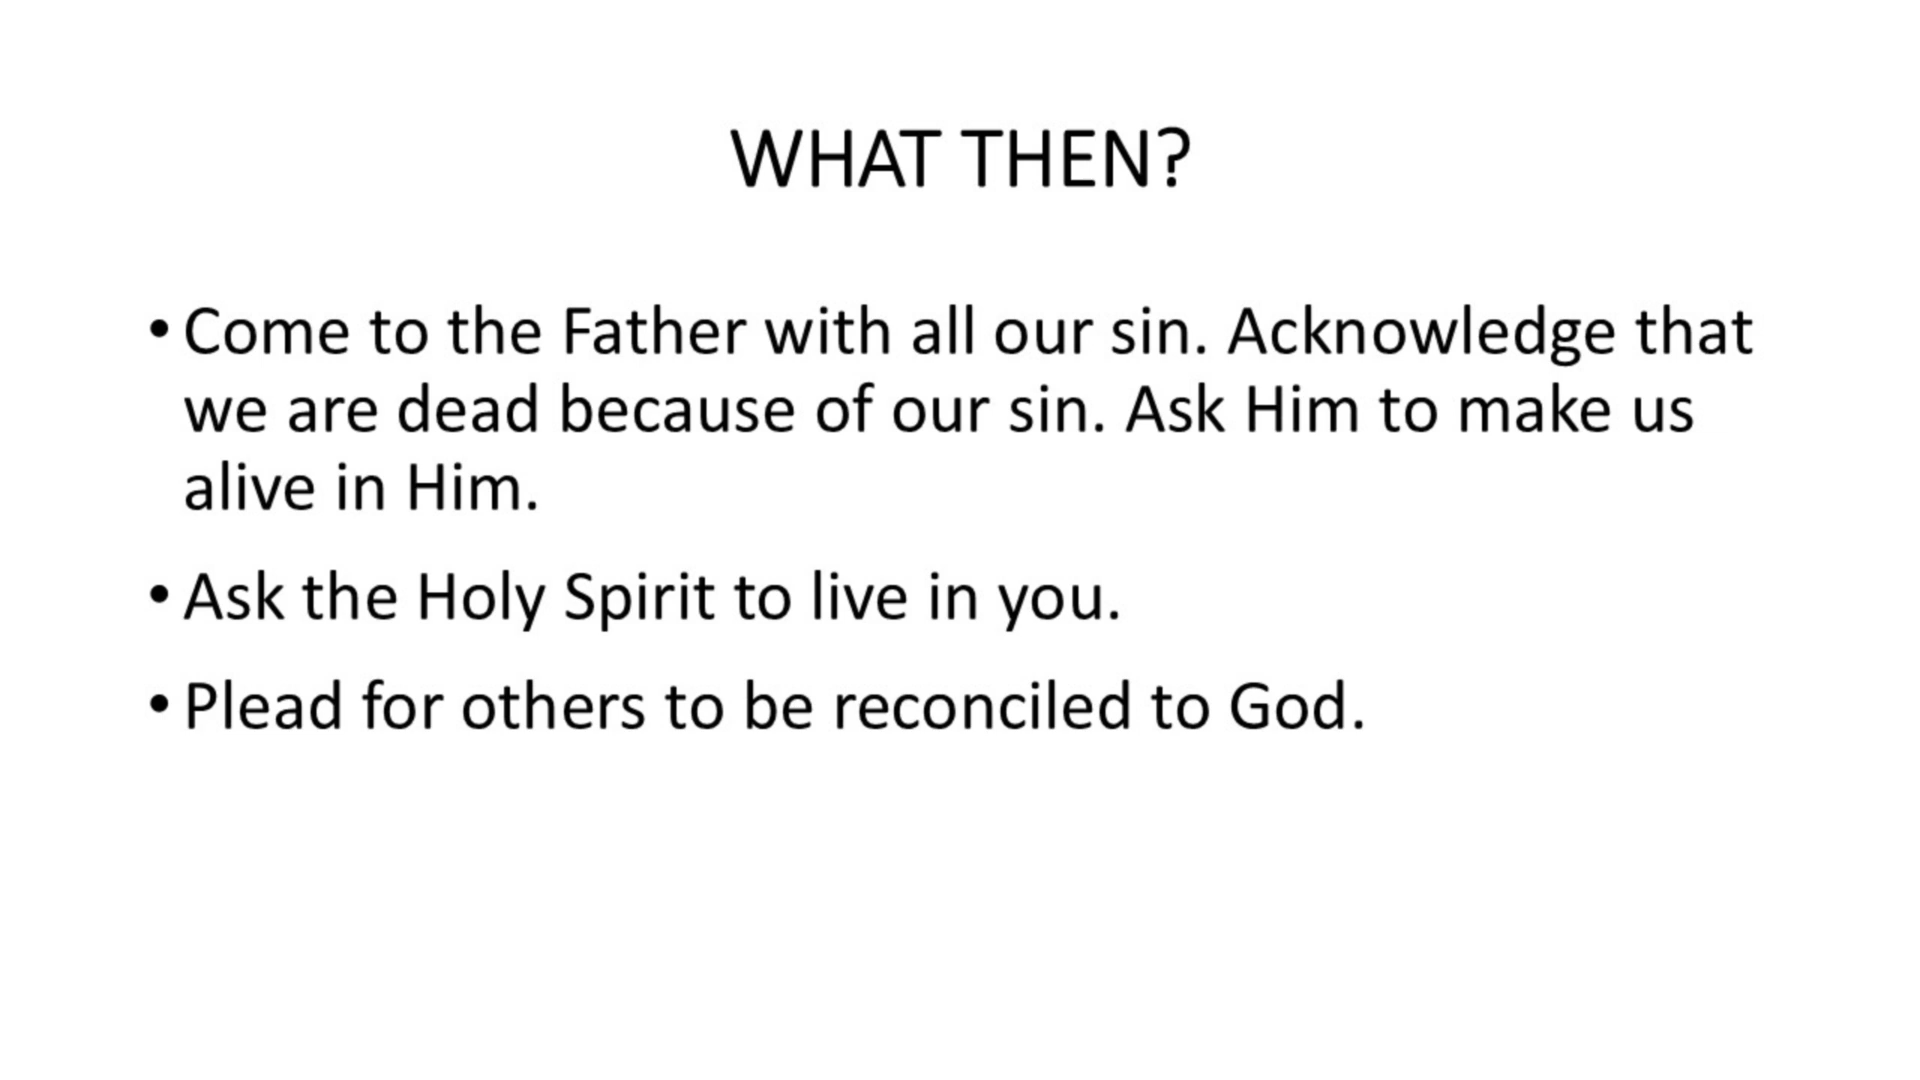 WHAT THEN?
• Come to the Father with all our sin. Acknowledge that
we are dead because of our sin. Ask Him to make us
alive in Him.
• Ask the Holy Spirit to live in you.
• Plead for others to be reconciled to God.